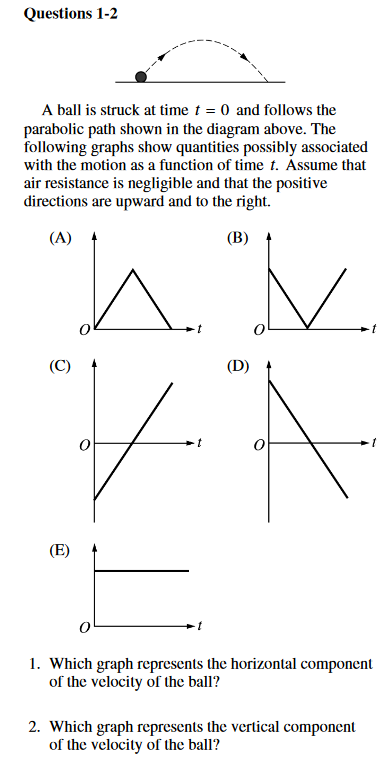 Questions 1-2
A ball is struck at time t = 0 and follows the
parabolic path shown in the diagram above. The
following graphs show quantities possibly associated
with the motion as a function of time t. Assume that
air resistance is negligible and that the positive
directions are upward and to the right.
(A)
O
t
(B)
O
t
(C)
O
t
(D)
O
t
(E)
O
t
1. Which graph represents the horizontal component
of the velocity of the ball?
2. Which graph represents the vertical component
of the velocity of the ball?